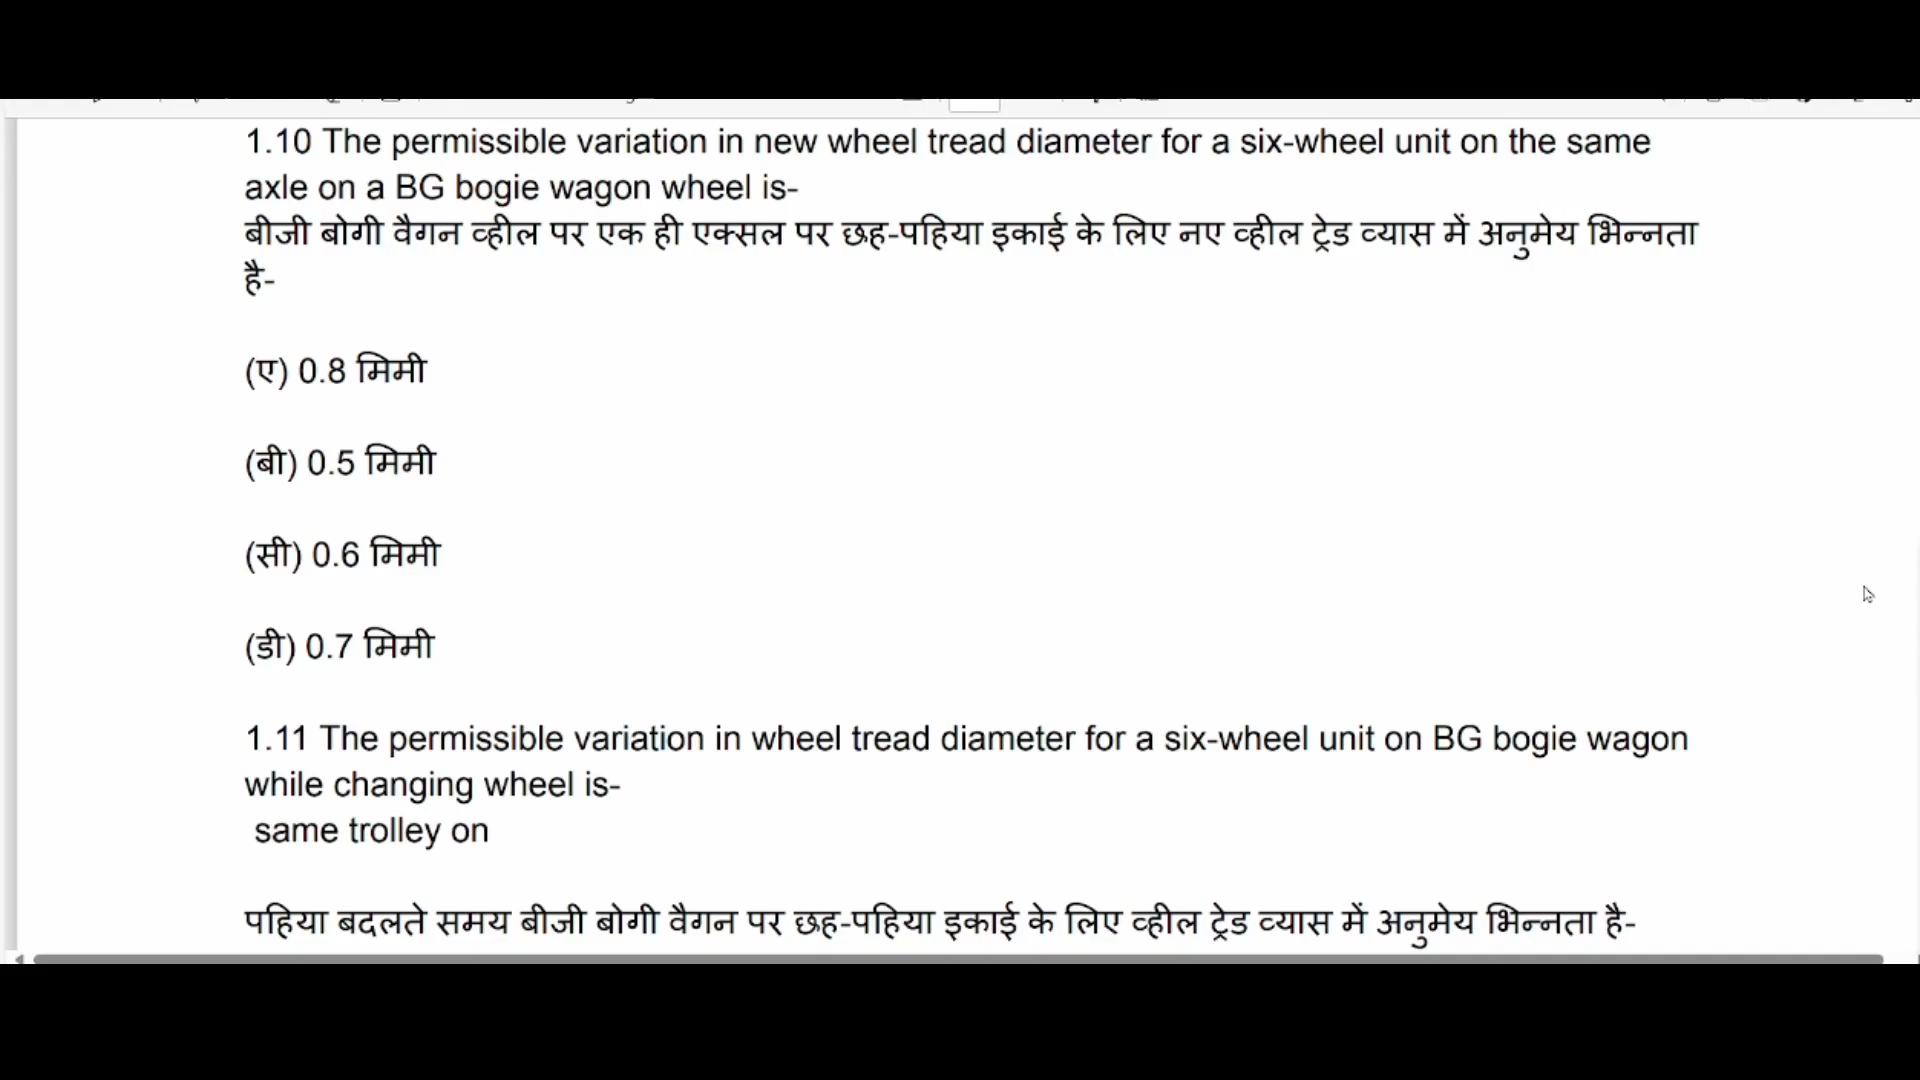 1.10 The permissible variation in new wheel tread diameter for a six-wheel unit on the same
axle on a BG bogie wagon wheel is-
बीजी बोगी वैगन व्हील पर एक ही एक्सल पर छह-पहिया इकाई के लिए नए व्हील ट्रेड व्यास में अनुमेय भिन्नता
है-
(ए) 0.8 मिमी
(बी) 0.5 मिमी
(सी) 0.6 मिमी
(डी) 0.7 मिमी
1.11 The permissible variation in wheel tread diameter for a six-wheel unit on BG bogie wagon
while changing wheel is-
same trolley on
पहिया बदलते समय बीजी बोगी वैगन पर छह-पहिया इकाई के लिए व्हील ट्रेड व्यास में अनुमेय भिन्नता है-